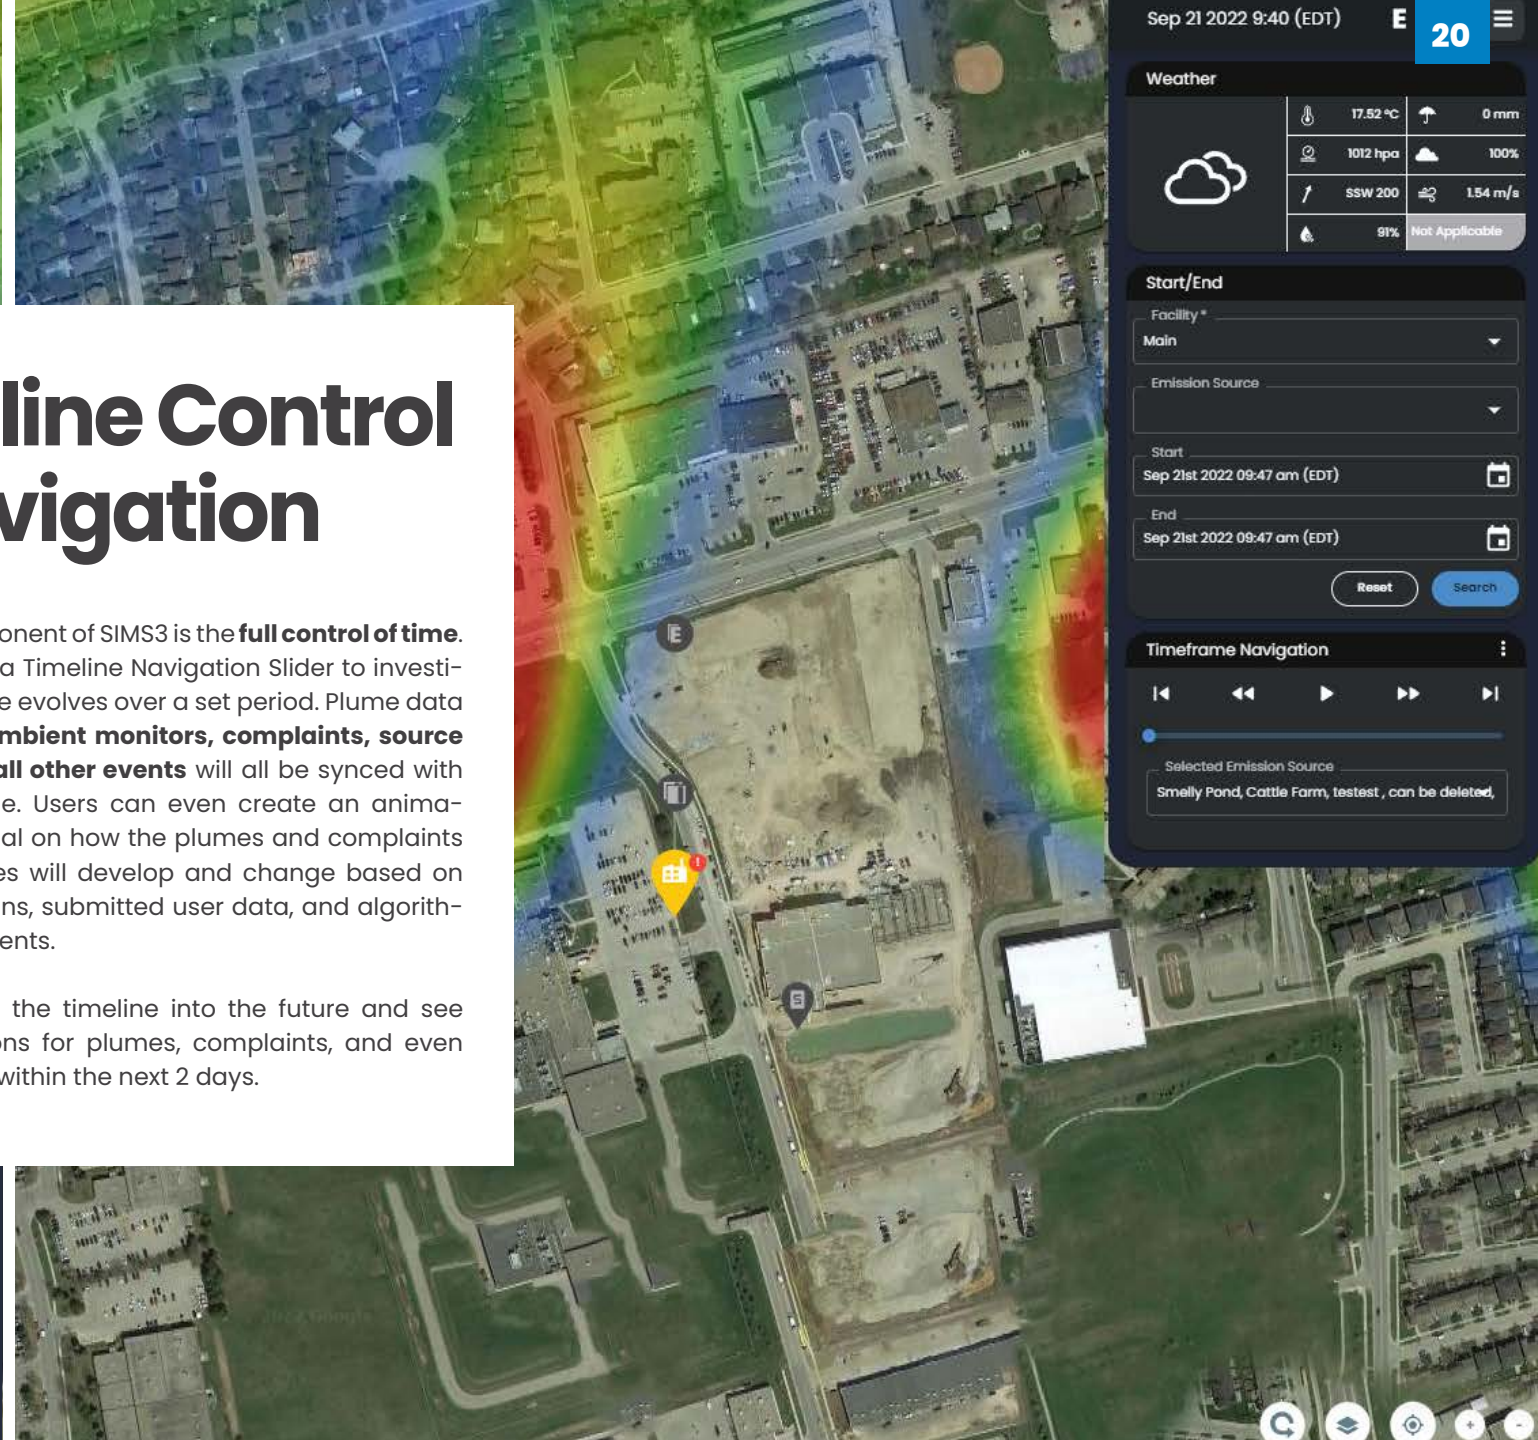 line Control
vigation
ponent of SIMS3 is the full control of time.
a Timeline Navigation Slider to investi-
e evolves over a set period. Plume data
mbient monitors, complaints, source
all other events will all be synced with
e. Users can even create an anima-
al on how the plumes and complaints
es will develop and change based on
ns, submitted user data, and algorith-
ents.
the timeline into the future and see
ons for plumes, complaints, and even
within the next 2 days.
E
S
Sep 21 2022 9:40 (EDT)
E
20
Weather
17.52 °C
0 mm
1012 hpa
100%
SSW 200
1.54 m/s
91%
Not Applicable
Start/End
Facility *
Main
Emission Source
Start
Sep 21st 2022 09:47 am (EDT)
End
Sep 21st 2022 09:47 am (EDT)
Reset
Search
Timeframe Navigation
Selected Emission Source
Smelly Pond, Cattle Farm, testest , can be deleted,